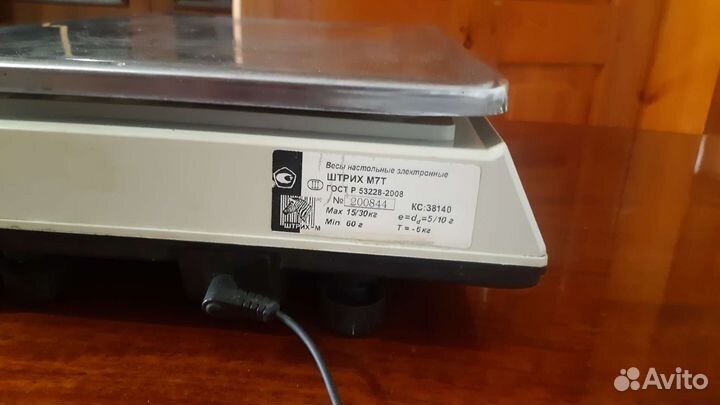 Весы настольные электронные
ШТРИХ М7Т
ГОСТ Р 53228-2008
№ 200844 КС:38140
Max 15/30кг e=dd=5/10 г
Min 60 г T = - 6кг
ШТРИХ-М
Avito